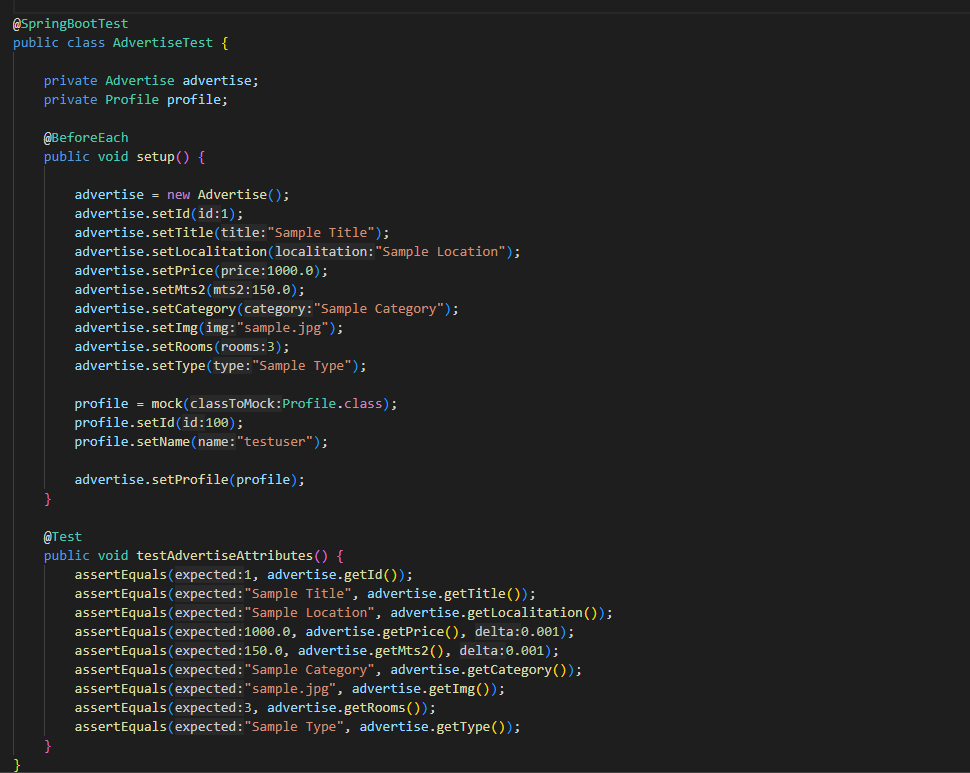 @SpringBootTest
public class AdvertiseTest {
private Advertise advertise;
private Profile profile;
@BeforeEach
public void setup() {
advertise = new Advertise();
advertise.setId(id:1);
advertise.setTitle(title:"Sample Title");
advertise.setLocalitation(localitation:"Sample Location");
advertise.setPrice(price:1000.0);
advertise.setMts2(mts2:150.0);
advertise.setCategory(category:"Sample Category");
advertise.setImg(img:"sample.jpg");
advertise.setRooms(rooms:3);
advertise.setType(type:"Sample Type");
profile = mock(classToMock:Profile.class);
profile.setId(id:100);
profile.setName(name:"testuser");
advertise.setProfile(profile);
}
@Test
public void testAdvertiseAttributes() {
assertEquals(expected:1, advertise.getId());
assertEquals(expected:"Sample Title", advertise.getTitle());
assertEquals(expected:"Sample Location", advertise.getLocalitation());
assertEquals(expected:1000.0, advertise.getPrice(), delta:0.001);
assertEquals(expected:150.0, advertise.getMts2(), delta:0.001);
assertEquals(expected:"Sample Category", advertise.getCategory());
assertEquals(expected:"sample.jpg", advertise.getImg());
assertEquals(expected:3, advertise.getRooms());
assertEquals(expected:"Sample Type", advertise.getType());
}
}